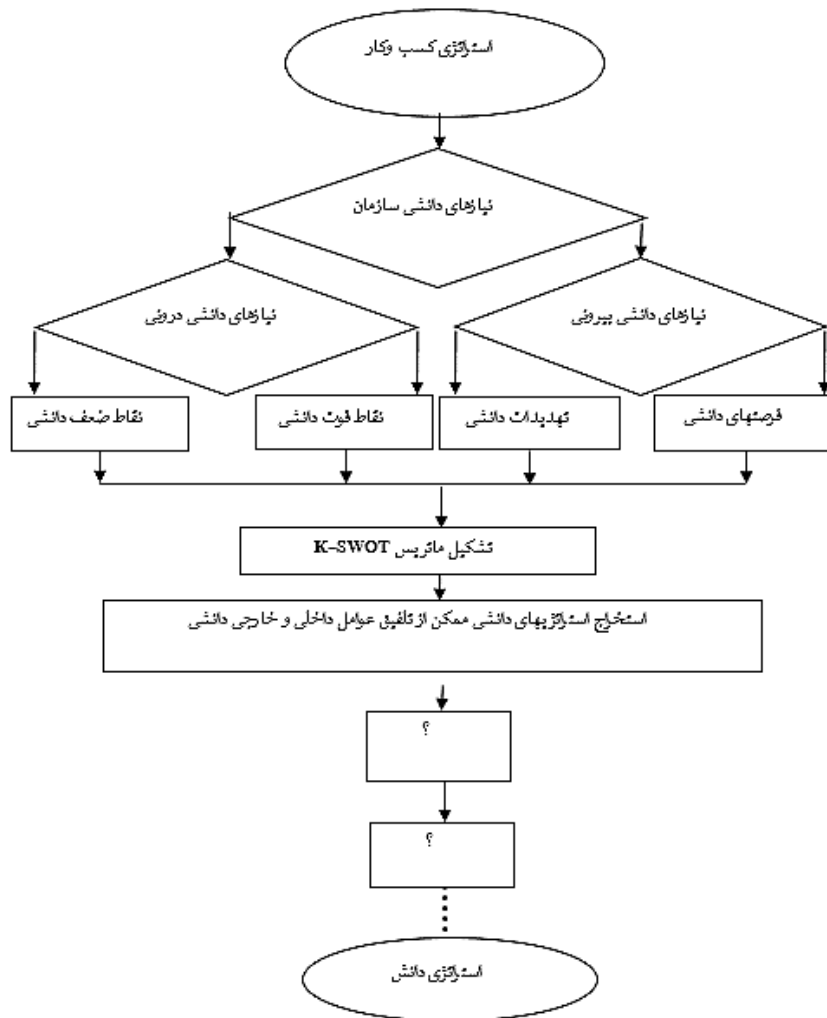 استراتژی کسب وکار
نیازهای دانشی سازمان
نیازهای دانشی بیرونی
نیازهای دانشی درونی
فرصتهای دانشی
تهدیدات دانشی
نقاط قوت دانشی
نقاط ضعف دانشی
تشکیل ماتریس K-SWOT
استخراج استراتژیهای دانشی ممکن از تلفیق عوامل داخلی و خارجی دانشی
؟
؟
استراتژی دانش